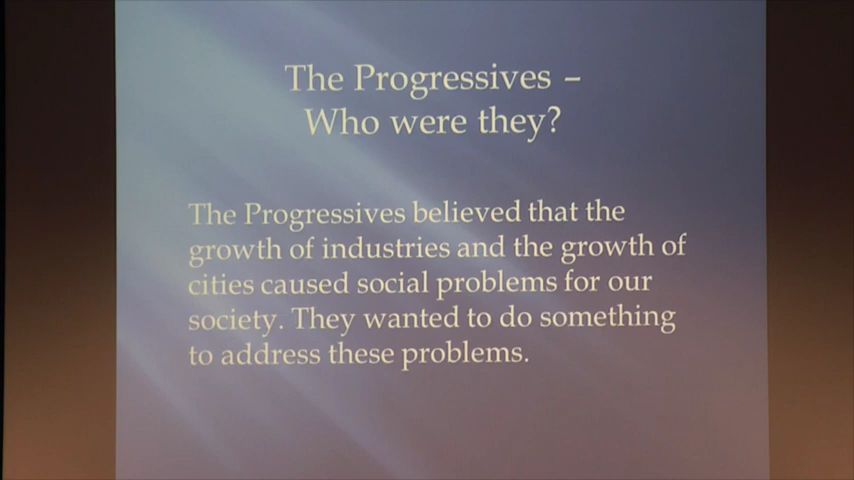 The Progressives –
Who were they?
The Progressives believed that the
growth of industries and the growth of
cities caused social problems for our
society. They wanted to do something
to address these problems.